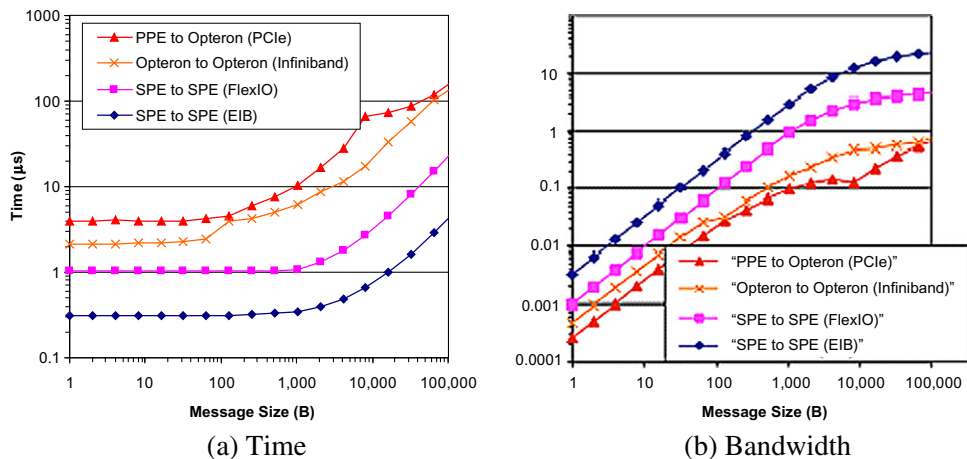 1000
100
10
1
0.1
Time (µs)
PPE to Opteron (PCIe)
Opteron to Opteron (Infiniband)
SPE to SPE (FlexIO)
SPE to SPE (EIB)
1 10 100 1,000 10,000 100,000
Message Size (B)
(a) Time
10
1
0.1
0.01
0.001
0.0001
“PPE to Opteron (PCIe)”
“Opteron to Opteron (Infiniband)”
“SPE to SPE (FlexIO)”
“SPE to SPE (EIB)”
1 10 100 1,000 10,000 100,000
Message Size (B)
(b) Bandwidth